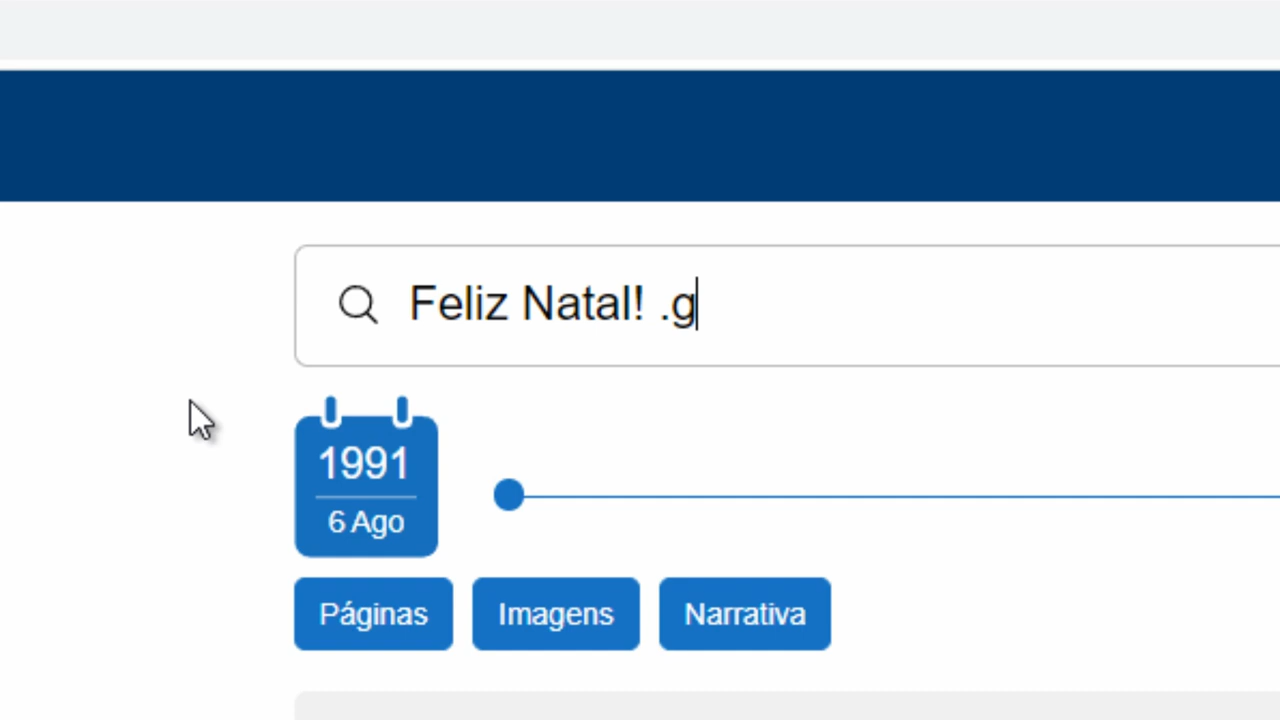 Feliz Natal! .g
1991
6 Ago
Páginas
Imagens
Narrativa